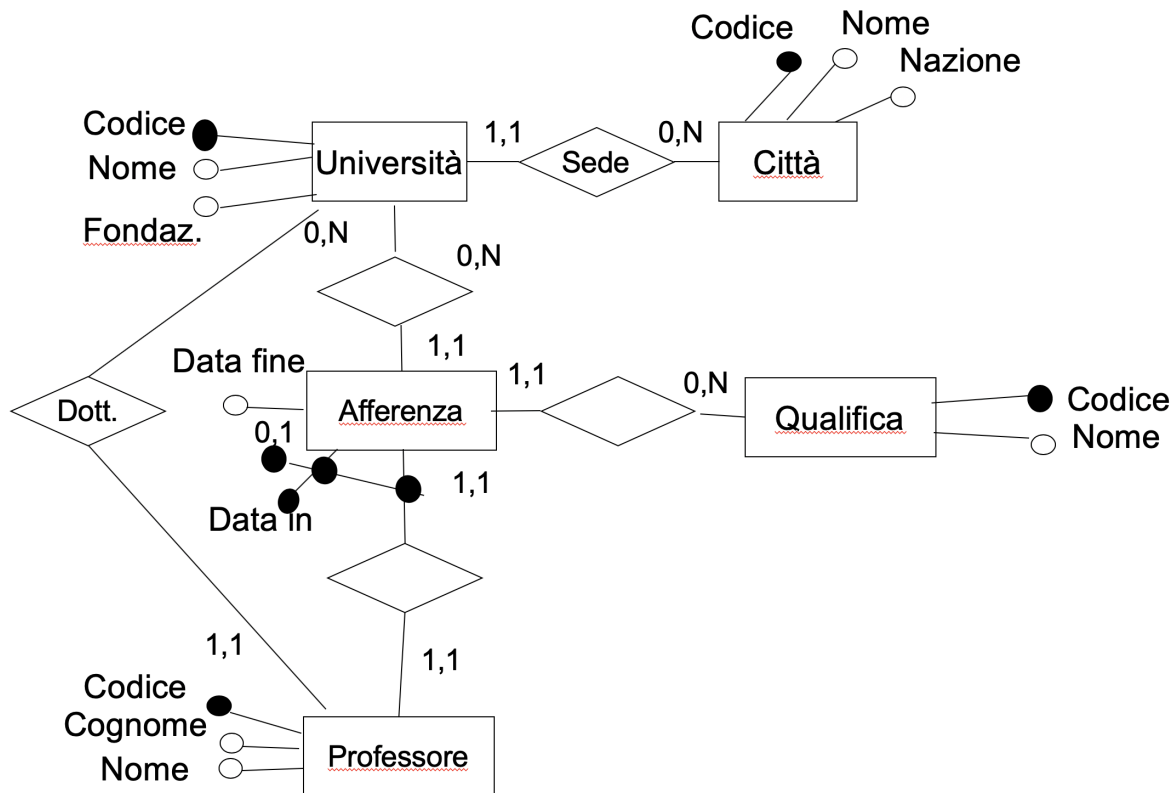 Codice
Nome
Nazione
Codice
Nome
Fondaz.
Università
1,1
Sede
0,N
Città
0,N
0,N
1,1
Data fine
Afferenza
1,1
0,N
Qualifica
Codice
Nome
0,1
Data in
1,1
Dott.
1,1
1,1
Codice
Cognome
Nome
Professore